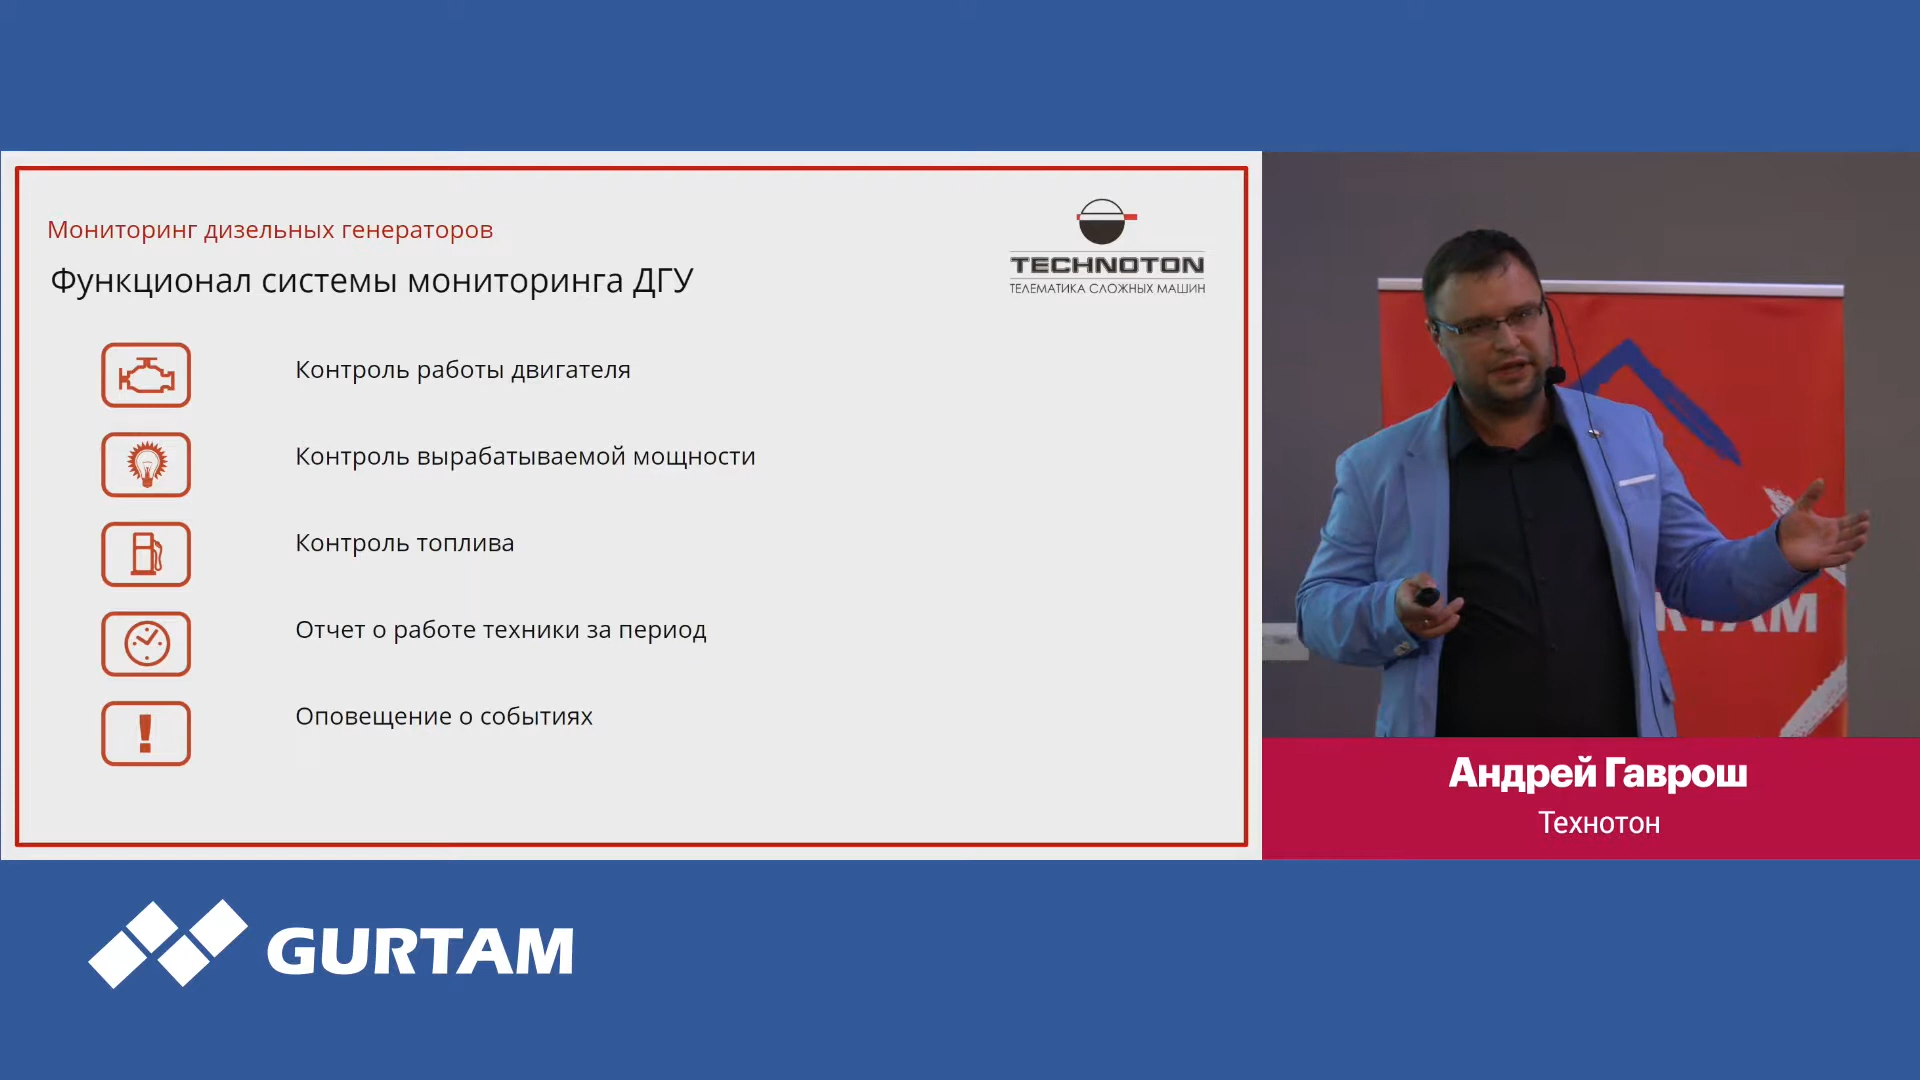 Мониторинг дизельных генераторов
Функционал системы мониторинга ДГУ
TECHNOTON
ТЕЛЕМАТИКА СЛОЖНЫХ МАШИН
Контроль работы двигателя
Контроль вырабатываемой мощности
Контроль топлива
Отчет о работе техники за период
Оповещение о событиях
Андрей Гаврош
Технотон
GURTAM